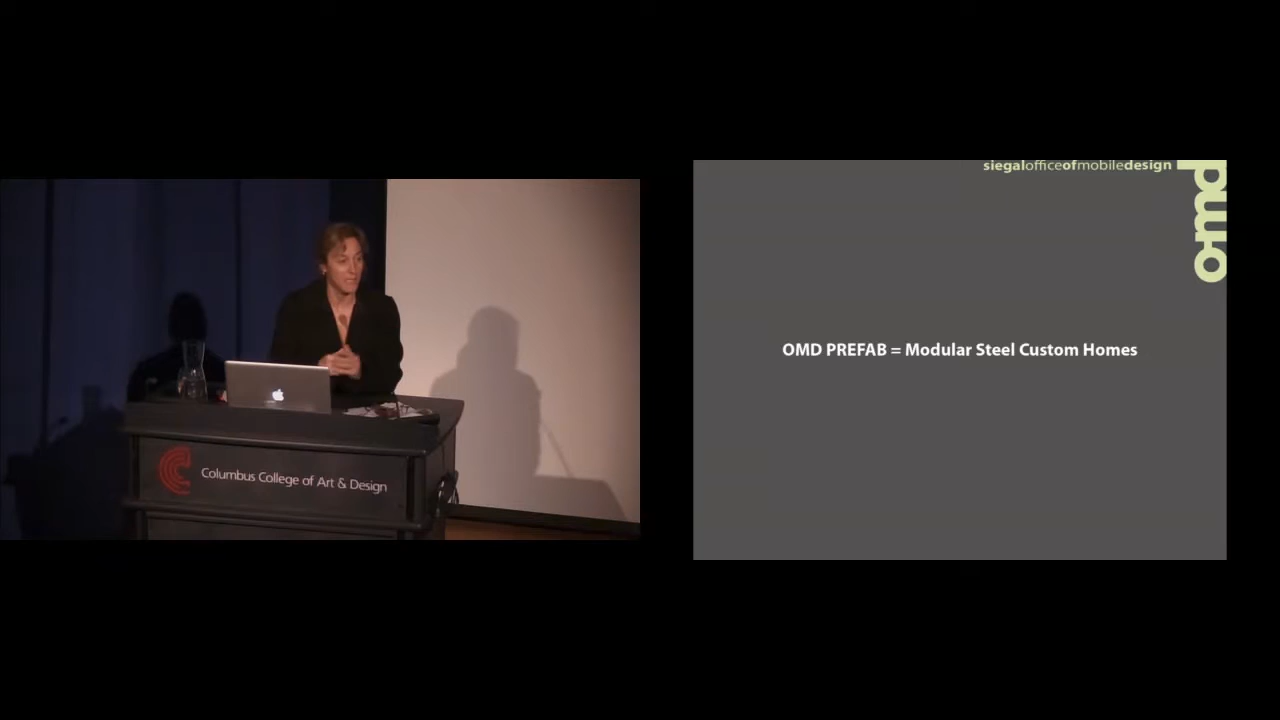 Columbus College of Art & Design
siegalofficeofmobiledesign
omd
OMD PREFAB = Modular Steel Custom Homes